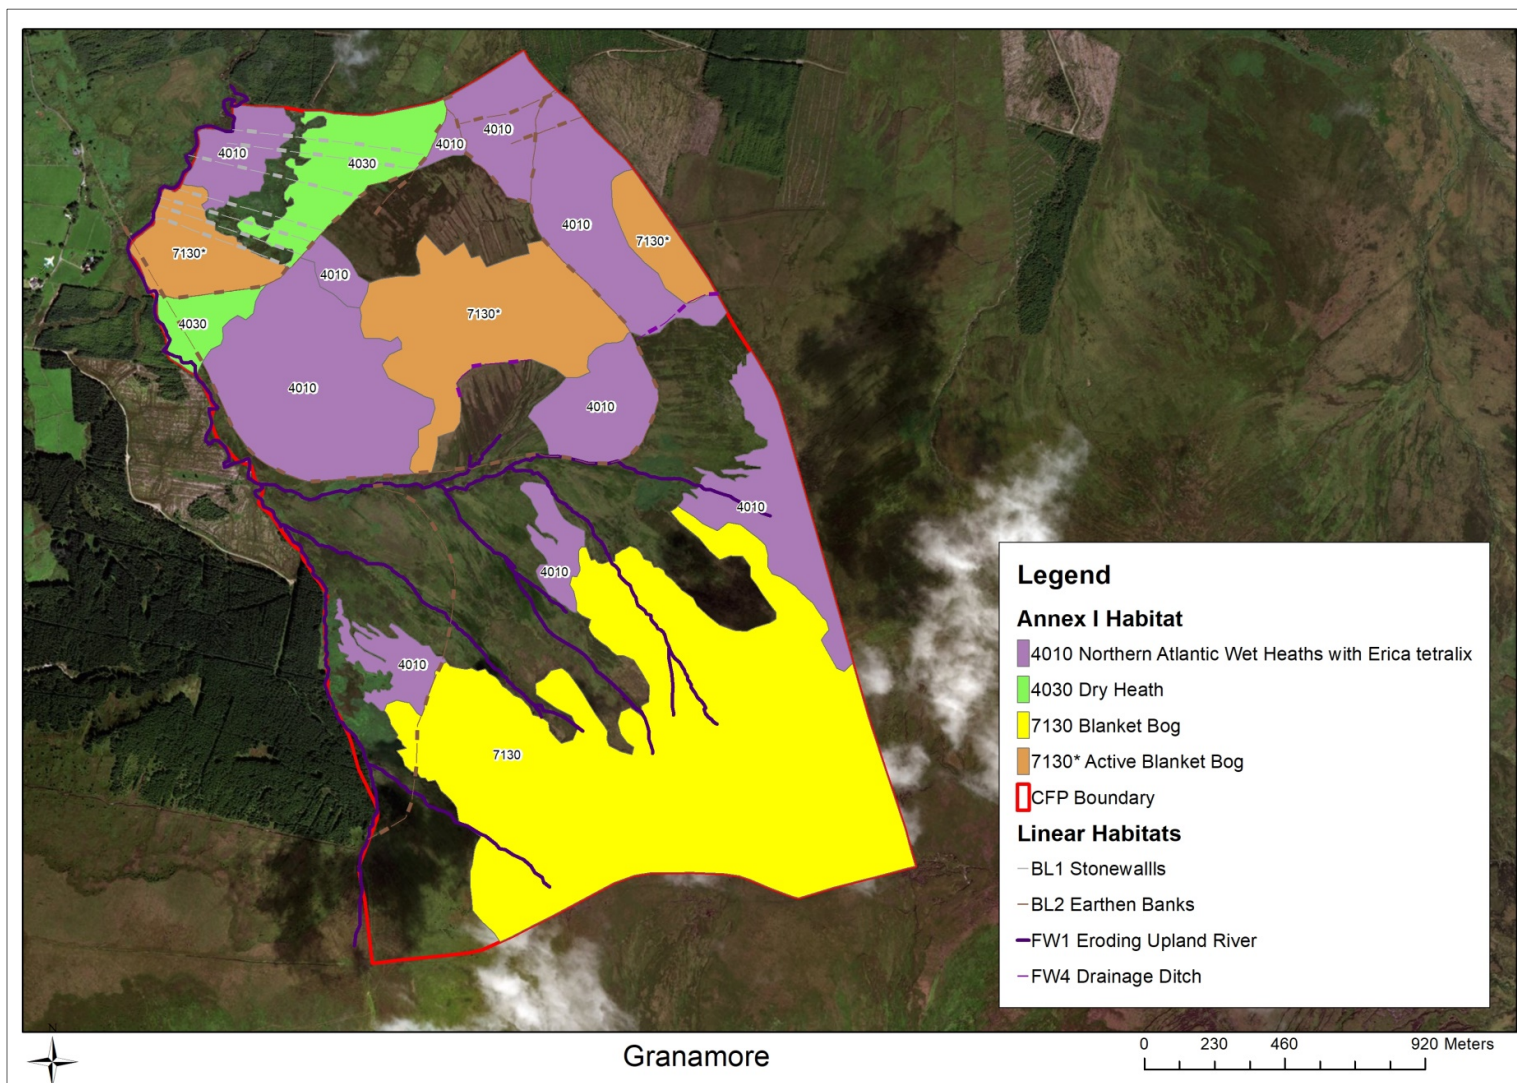 4010
4010
4010
4030
4010
7130*
7130*
4010
7130*
4030
4010
4010
4010
4010
4010
7130
Legend
Annex I Habitat
4010 Northern Atlantic Wet Heaths with Erica tetralix
4030 Dry Heath
7130 Blanket Bog
7130* Active Blanket Bog
CFP Boundary
Linear Habitats
BL1 Stonewallls
BL2 Earthen Banks
FW1 Eroding Upland River
FW4 Drainage Ditch
N
Granamore
0 230 460 920 Meters